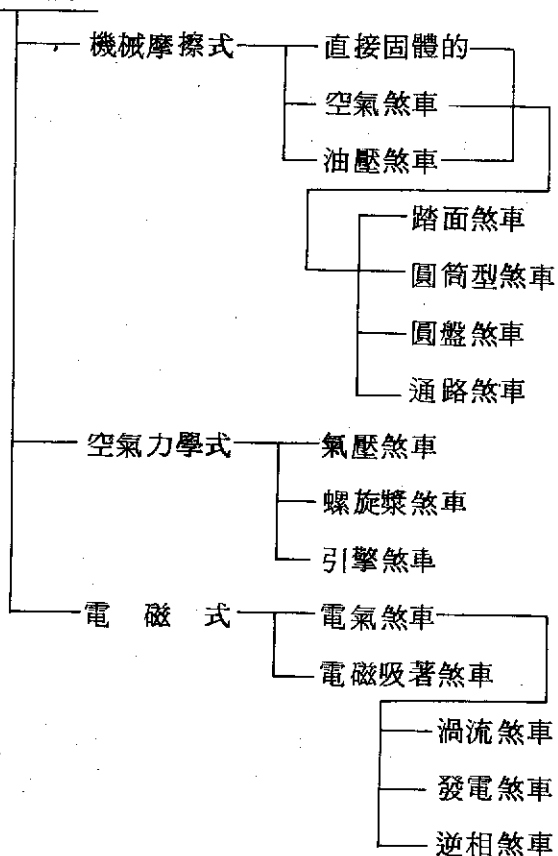 機械摩擦式 直接固體的
空氣煞車
油壓煞車
踏面煞車
圓筒型煞車
圓盤煞車
通路煞車
空氣力學式 氣壓煞車
螺旋漿煞車
引擎煞車
電磁式 電氣煞車
電磁吸著煞車
渦流煞車
發電煞車
逆相煞車